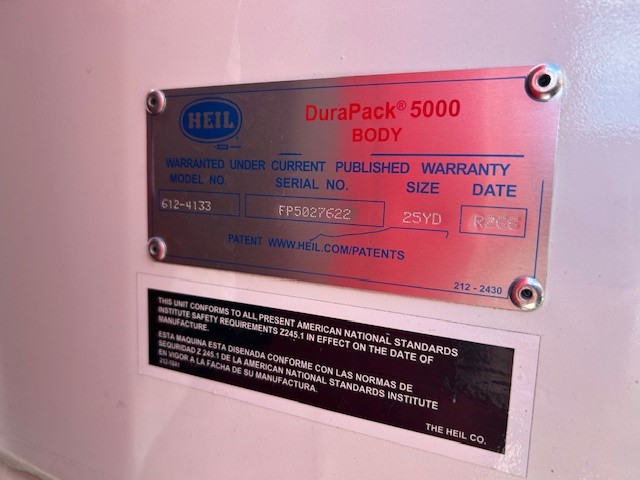 HEIL
DuraPack® 5000
BODY
WARRANTED UNDER CURRENT PUBLISHED WARRANTY
MODEL NO. SERIAL NO. SIZE DATE
612-4133 FP5027622 25YD
PATENT WWW.HEIL.COM/PATENTS
212 - 2430
THIS UNIT CONFORMS TO ALL PRESENT AMERICAN NATIONAL STANDARDS
INSTITUTE SAFETY REQUIREMENTS Z245.1 IN EFFECT ON THE DATE OF
MANUFACTURE.
ESTA MAQUINA ESTA DISENADA CONFORME CON LAS NORMAS DE
SEQURIDAD Z 245.1 DE LA AMERICAN NATIONAL STANDARDS INSTITUTE
EN VIGOR A LA FACHA DE SU MANUFACTURA.
THE HEIL CO.